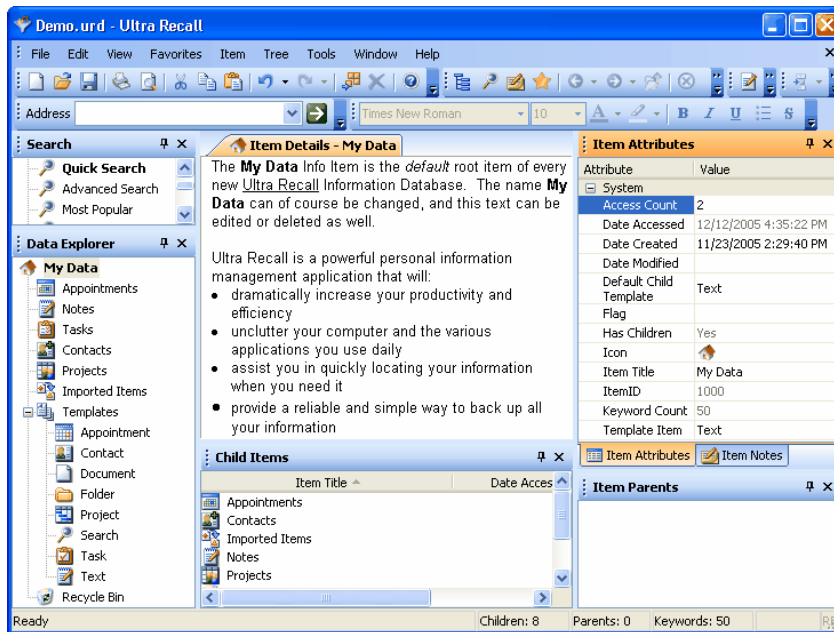 Demo.urd - Ultra Recall
File Edit View Favorites Item Tree Tools Window Help
Address
Times New Roman 10
B I U S
Search
Quick Search
Advanced Search
Most Popular
Data Explorer
My Data
Appointments
Notes
Tasks
Contacts
Projects
Imported Items
Templates
Appointment
Contact
Document
Folder
Project
Search
Task
Text
Recycle Bin
Item Details - My Data
The My Data Info Item is the default root item of every
new Ultra Recall Information Database. The name My
Data can of course be changed, and this text can be
edited or deleted as well.
Ultra Recall is a powerful personal information
management application that will:
• dramatically increase your productivity and
efficiency
• unclutter your computer and the various
applications you use daily
• assist you in quickly locating your information
when you need it
• provide a reliable and simple way to back up all
your information
Child Items
Item Title Date Acces
Appointments
Contacts
Imported Items
Notes
Projects
Item Attributes
Attribute Value
System
Access Count 2
Date Accessed 12/12/2005 4:35:22 PM
Date Created 11/23/2005 2:29:40 PM
Date Modified
Default Child Template Text
Flag
Has Children Yes
Icon
Item Title My Data
ItemID 1000
Keyword Count 50
Template Item Text
Item Attributes Item Notes
Item Parents
Ready Children: 8 Parents: 0 Keywords: 50